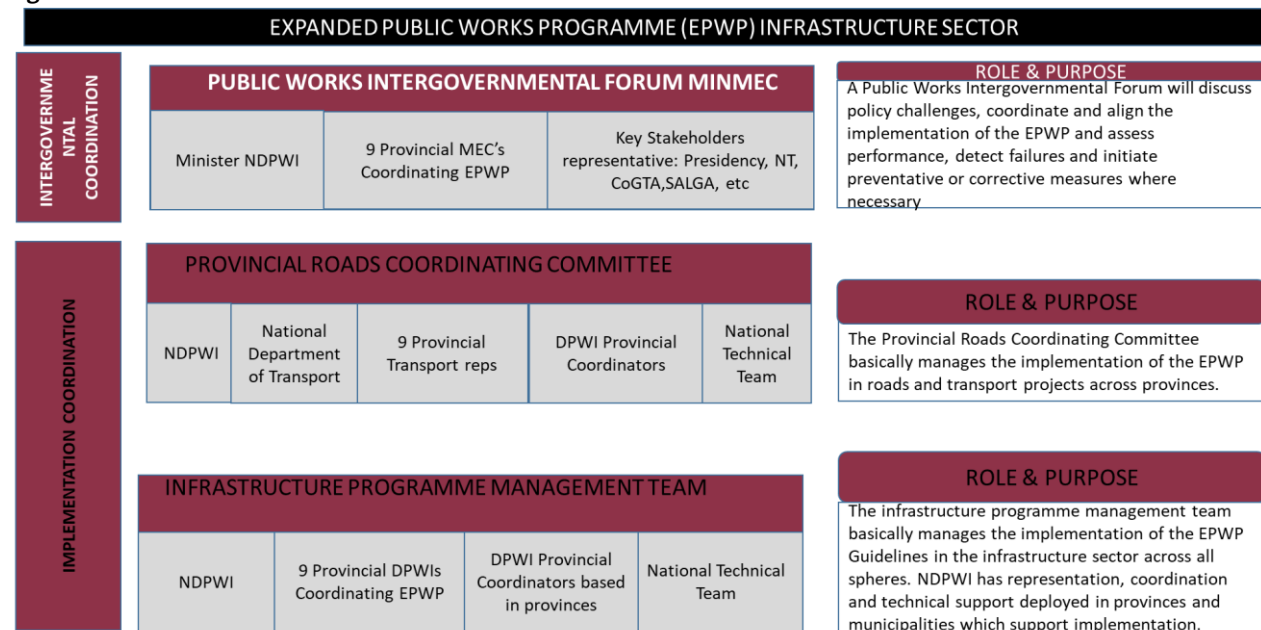 EXPANDED PUBLIC WORKS PROGRAMME (EPWP) INFRASTRUCTURE SECTOR
INTERGOVERNME
NTAL
COORDINATION
PUBLIC WORKS INTERGOVERNMENTAL FORUM MINMEC
Minister NDPWI
9 Provincial MEC's
Coordinating EPWP
Key Stakeholders
representative: Presidency, NT,
CoGTA,SALGA, etc
ROLE & PURPOSE
A Public Works Intergovernmental Forum will discuss
policy challenges, coordinate and align the
implementation of the EPWP and assess
performance, detect failures and initiate
preventative or corrective measures where
necessary
IMPLEMENTATION COORDINATION
PROVINCIAL ROADS COORDINATING COMMITTEE
NDPWI
National
Department
of Transport
9 Provincial
Transport reps
DPWI Provincial
Coordinators
National
Technical
Team
ROLE & PURPOSE
The Provincial Roads Coordinating Committee
basically manages the implementation of the EPWP
in roads and transport projects across provinces.
INFRASTRUCTURE PROGRAMME MANAGEMENT TEAM
NDPWI
9 Provincial DPWIs
Coordinating EPWP
DPWI Provincial
Coordinators based
in provinces
National Technical
Team
ROLE & PURPOSE
The infrastructure programme management team
basically manages the implementation of the EPWP
Guidelines in the infrastructure sector across all
spheres. NDPWI has representation, coordination
and technical support deployed in provinces and
municipalities which support implementation.